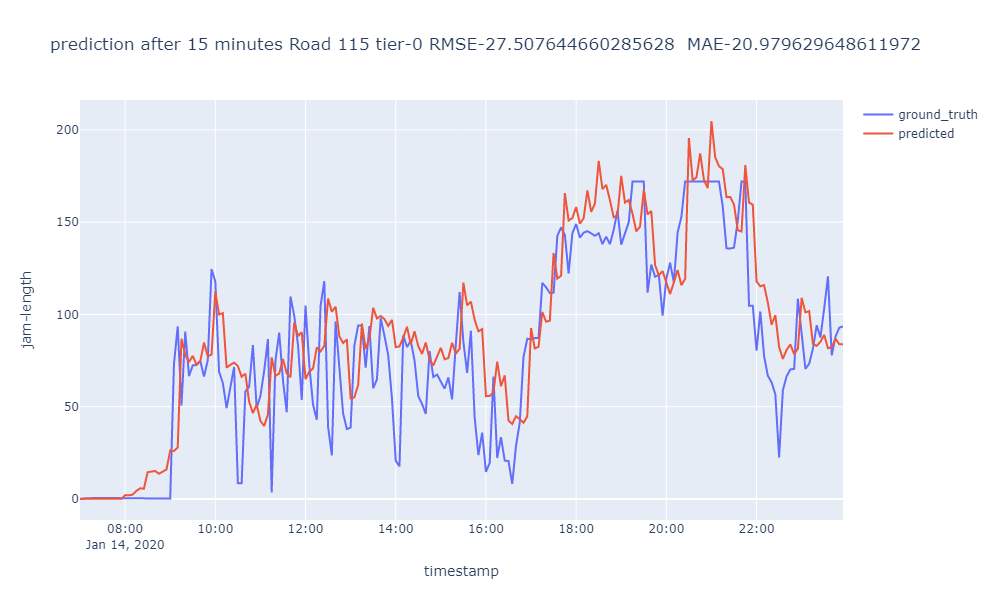 prediction after 15 minutes Road 115 tier-0 RMSE-27.507644660285628  MAE-20.979629648611972
ground_truth
predicted
200
150
100
50
0
jam-length
08:00 10:00 12:00 14:00 16:00 18:00 20:00 22:00
Jan 14, 2020
timestamp